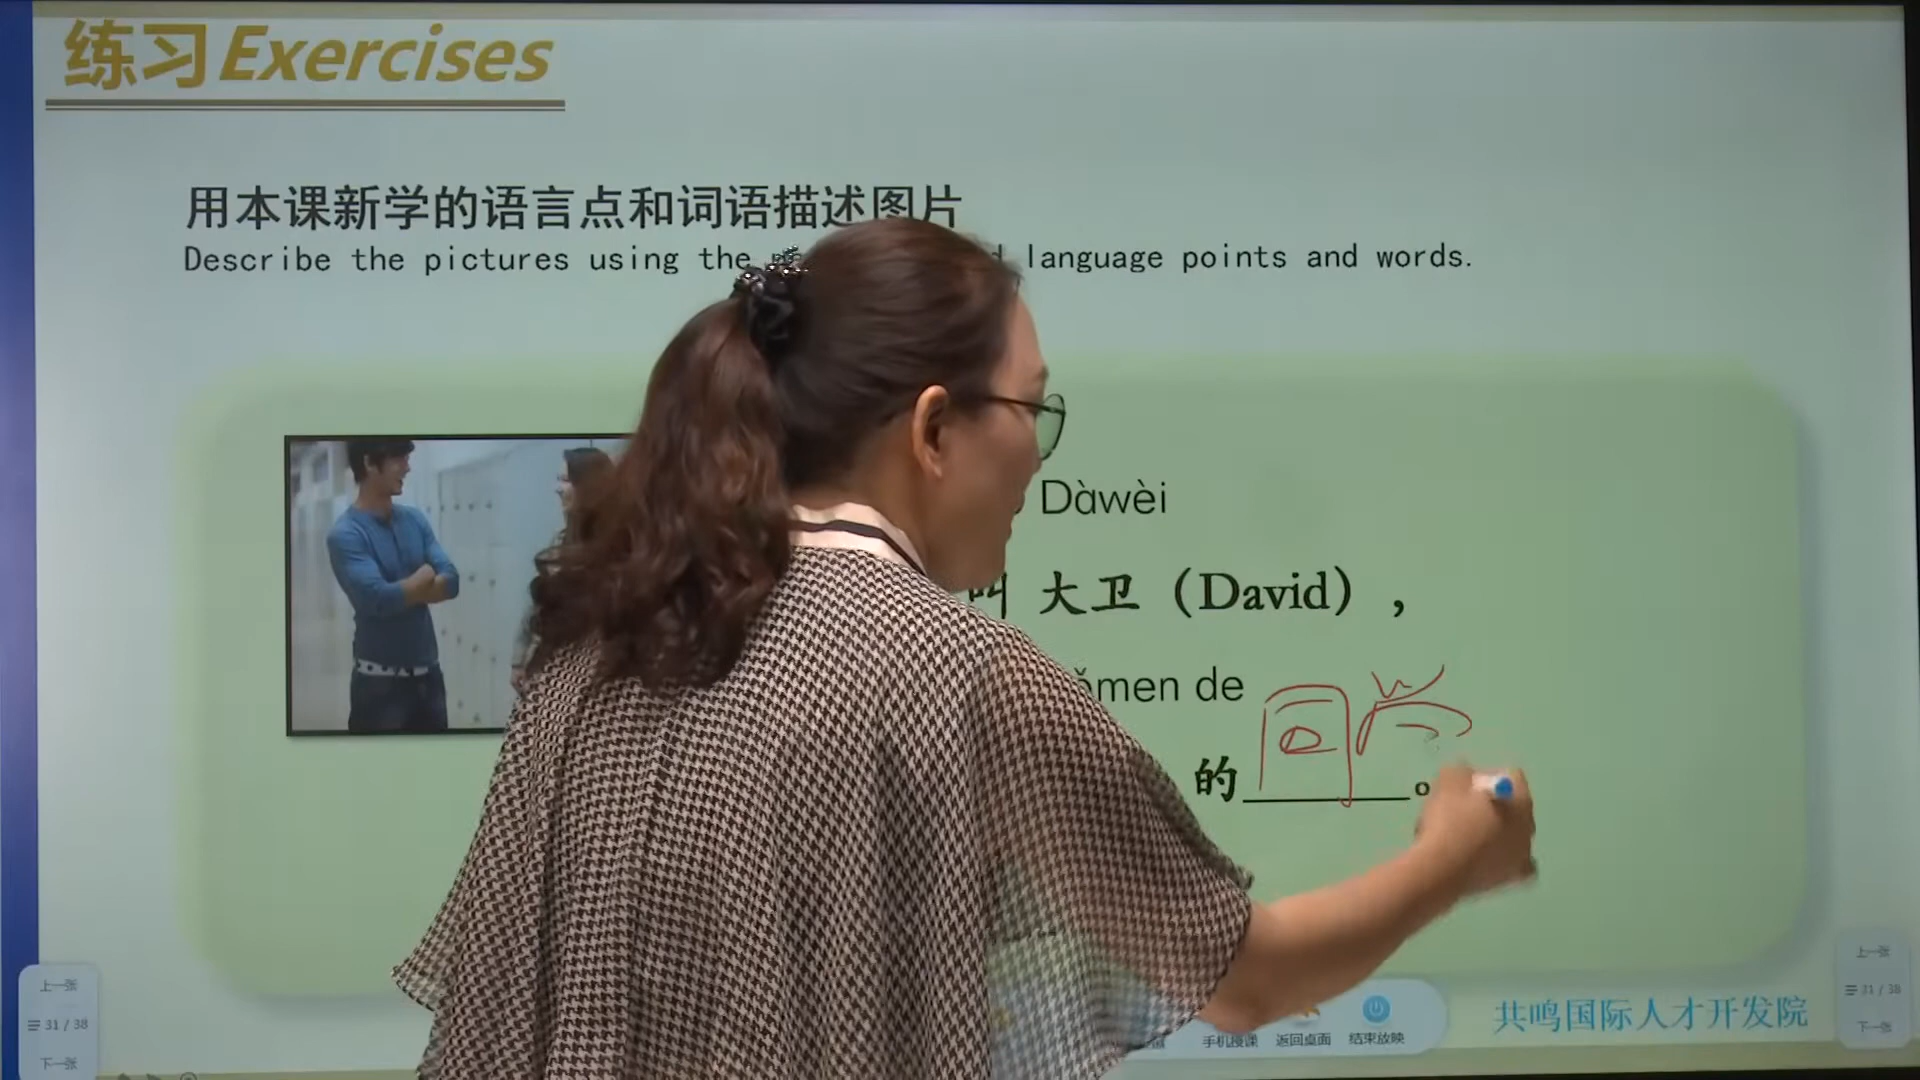 练习Exercises
用本课新学的语言点和词语描述图片
Describe the pictures using the language points and words.
Dàwèi
叫 大卫（David），
ǎmen de
的 同 。
上一张
31 / 38
下一张
上一张
31 / 38
下一张
手机授课 返回桌面 结束放映
共鸣国际人才开发院